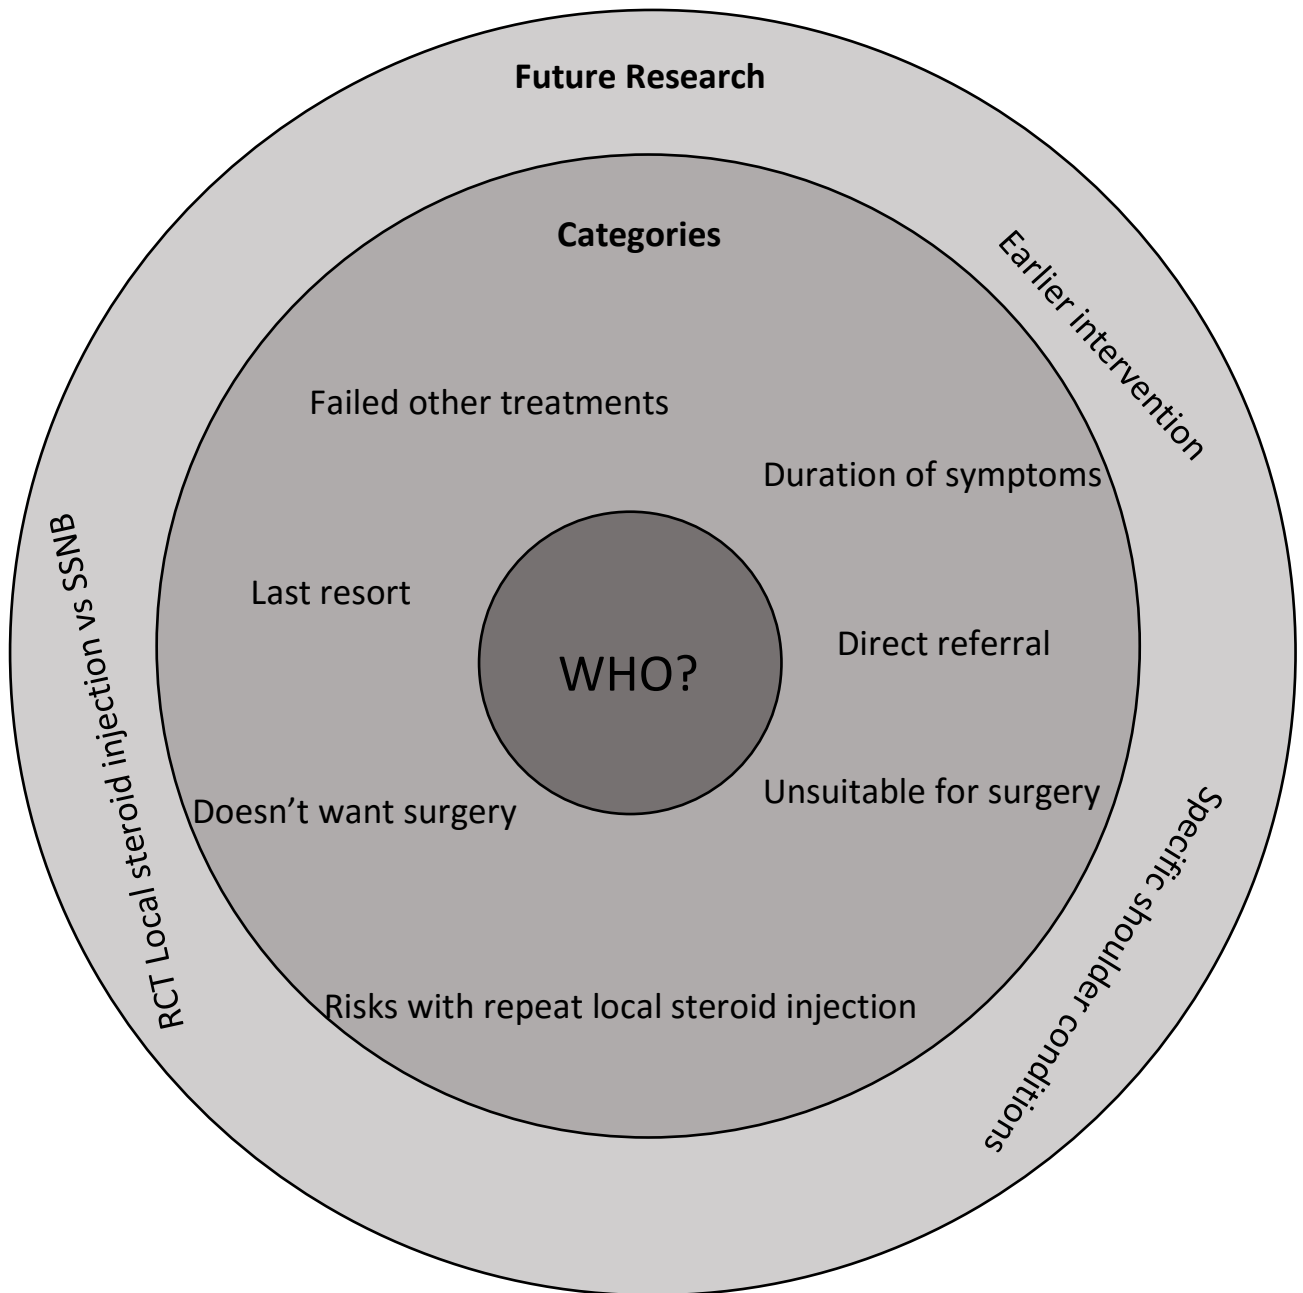 Future Research
Categories
Earlier intervention
Failed other treatments
Duration of symptoms
Last resort
Direct referral
WHO?
Unsuitable for surgery
Doesn’t want surgery
Risks with repeat local steroid injection
RCT Local steroid injection vs SSNB
Specific shoulder conditions